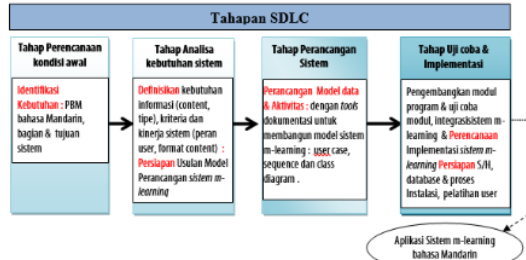 Tahapan SDLC
Tahap Perencanaan
kondisi awal
Identifikasi
Kebutuhan : PBM
bahasa Mandarin,
bagian & tujuan
sistem
Tahap Analisa
kebutuhan sistem
Definisikan kebutuhan
informasi (content,
tipe), kriteria dan
kinerja sistem (peran
user, format content) :
Persiapan Usulan Model
Perancangan sistem m-
learning
Tahap Perancangan
Sistem
Perancangan Model data
& Aktivitas : dengan tools
dokumentasi untuk
membangun model sistem
m-learning : user case,
sequence dan class
diagram .
Tahap Uji coba &
Implementasi
Pengembangkan modul
program & uji coba
modul, integrasisistem m-
learning & Perencanaan
Implementasi sistem m-
learning Persiapan S/H,
database & proses
Instalasi, pelatihan user
Aplikasi Sistem m-learning
bahasa Mandarin